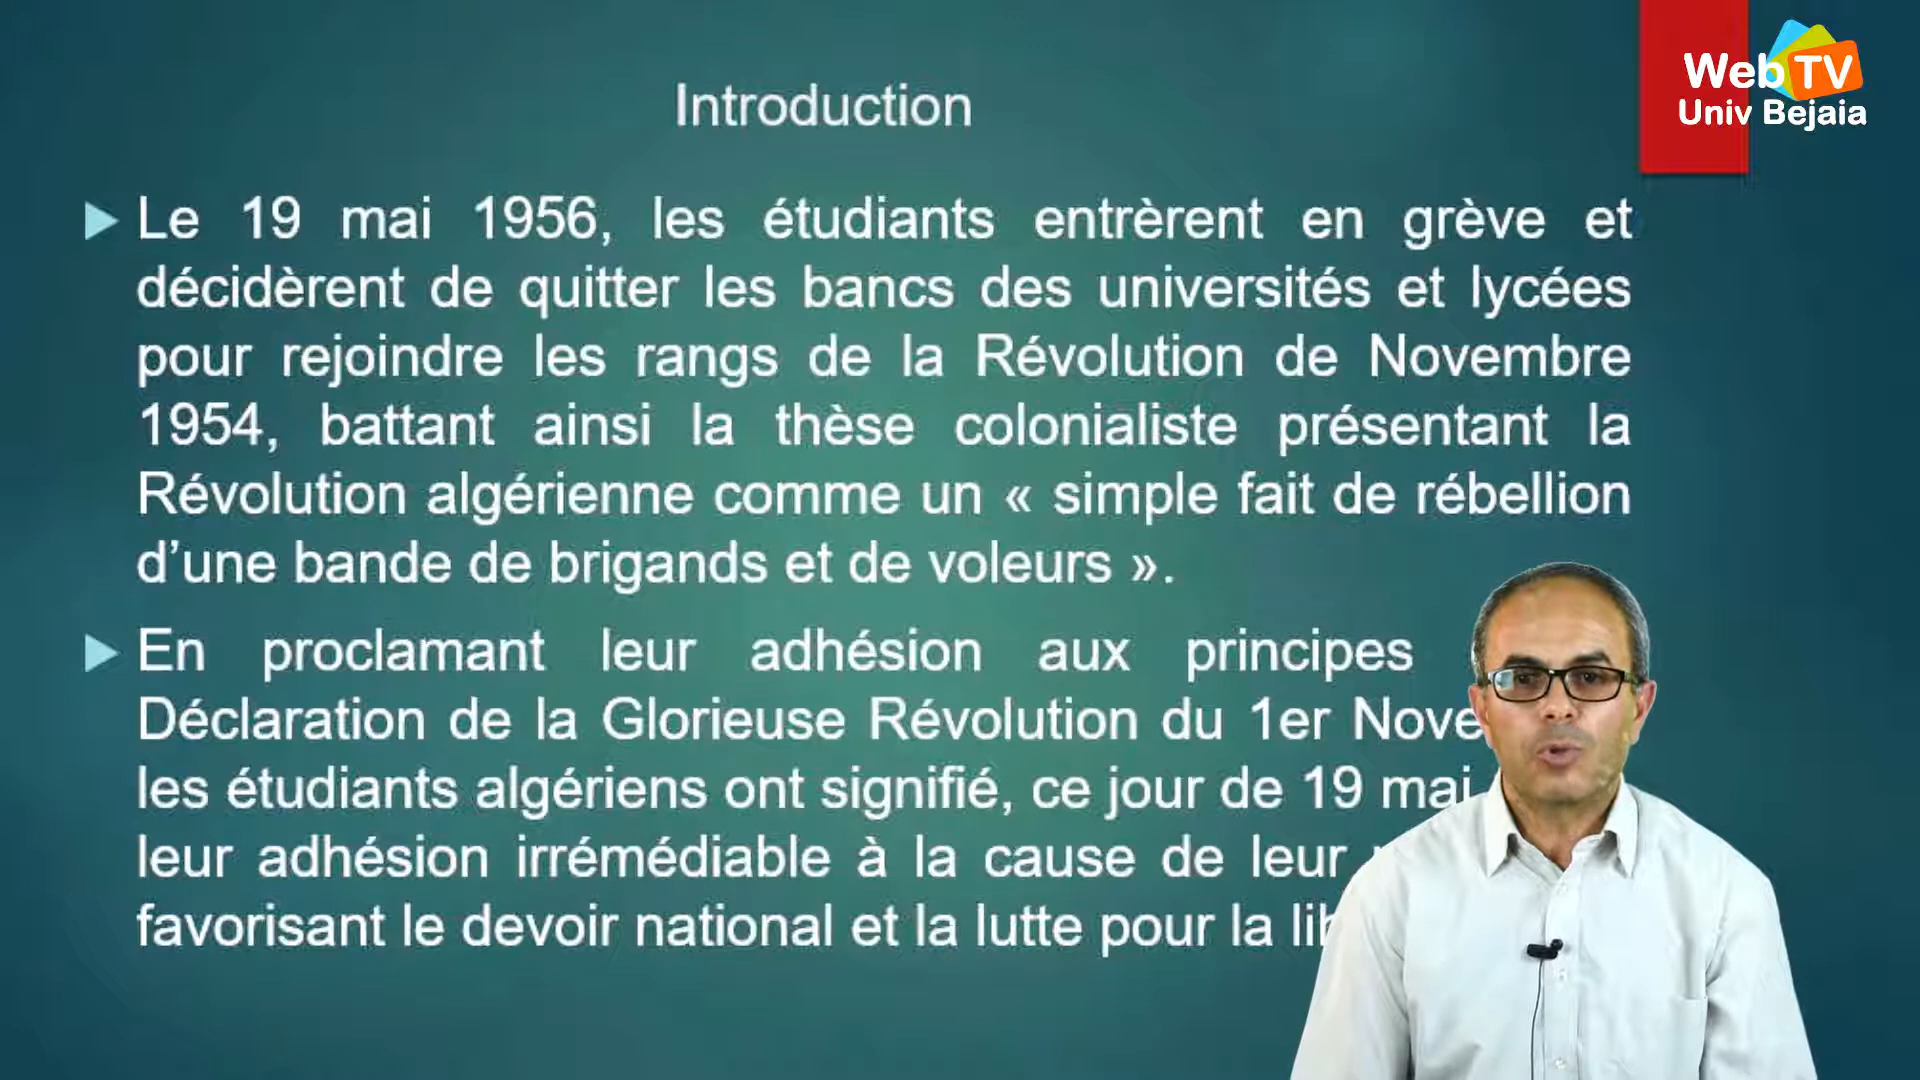 Web TV
Univ Bejaia
Introduction
Le 19 mai 1956, les étudiants entrèrent en grève et
décidèrent de quitter les bancs des universités et lycées
pour rejoindre les rangs de la Révolution de Novembre
1954, battant ainsi la thèse colonialiste présentant la
Révolution algérienne comme un « simple fait de rébellion
d’une bande de brigands et de voleurs ».
En proclamant leur adhésion aux principes
Déclaration de la Glorieuse Révolution du 1er
les étudiants algériens ont signifié, ce jour de 19 mai
leur adhésion irrémédiable à la cause de leur
favorisant le devoir national et la lutte pour la